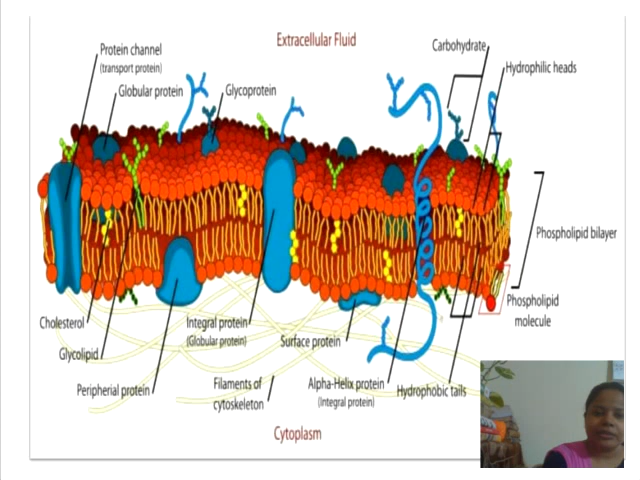 Extracellular Fluid
Protein channel
(transport protein)
Globular protein
Glycoprotein
Carbohydrate
Hydrophilic heads
Phospholipid bilayer
Phospholipid
molecule
Cholesterol
Glycolipid
Peripherial protein
Integral protein
(Globular protein)
Filaments of
cytoskeleton
Surface protein
Alpha-Helix protein
(Integral protein)
Hydrophobic tails
Cytoplasm